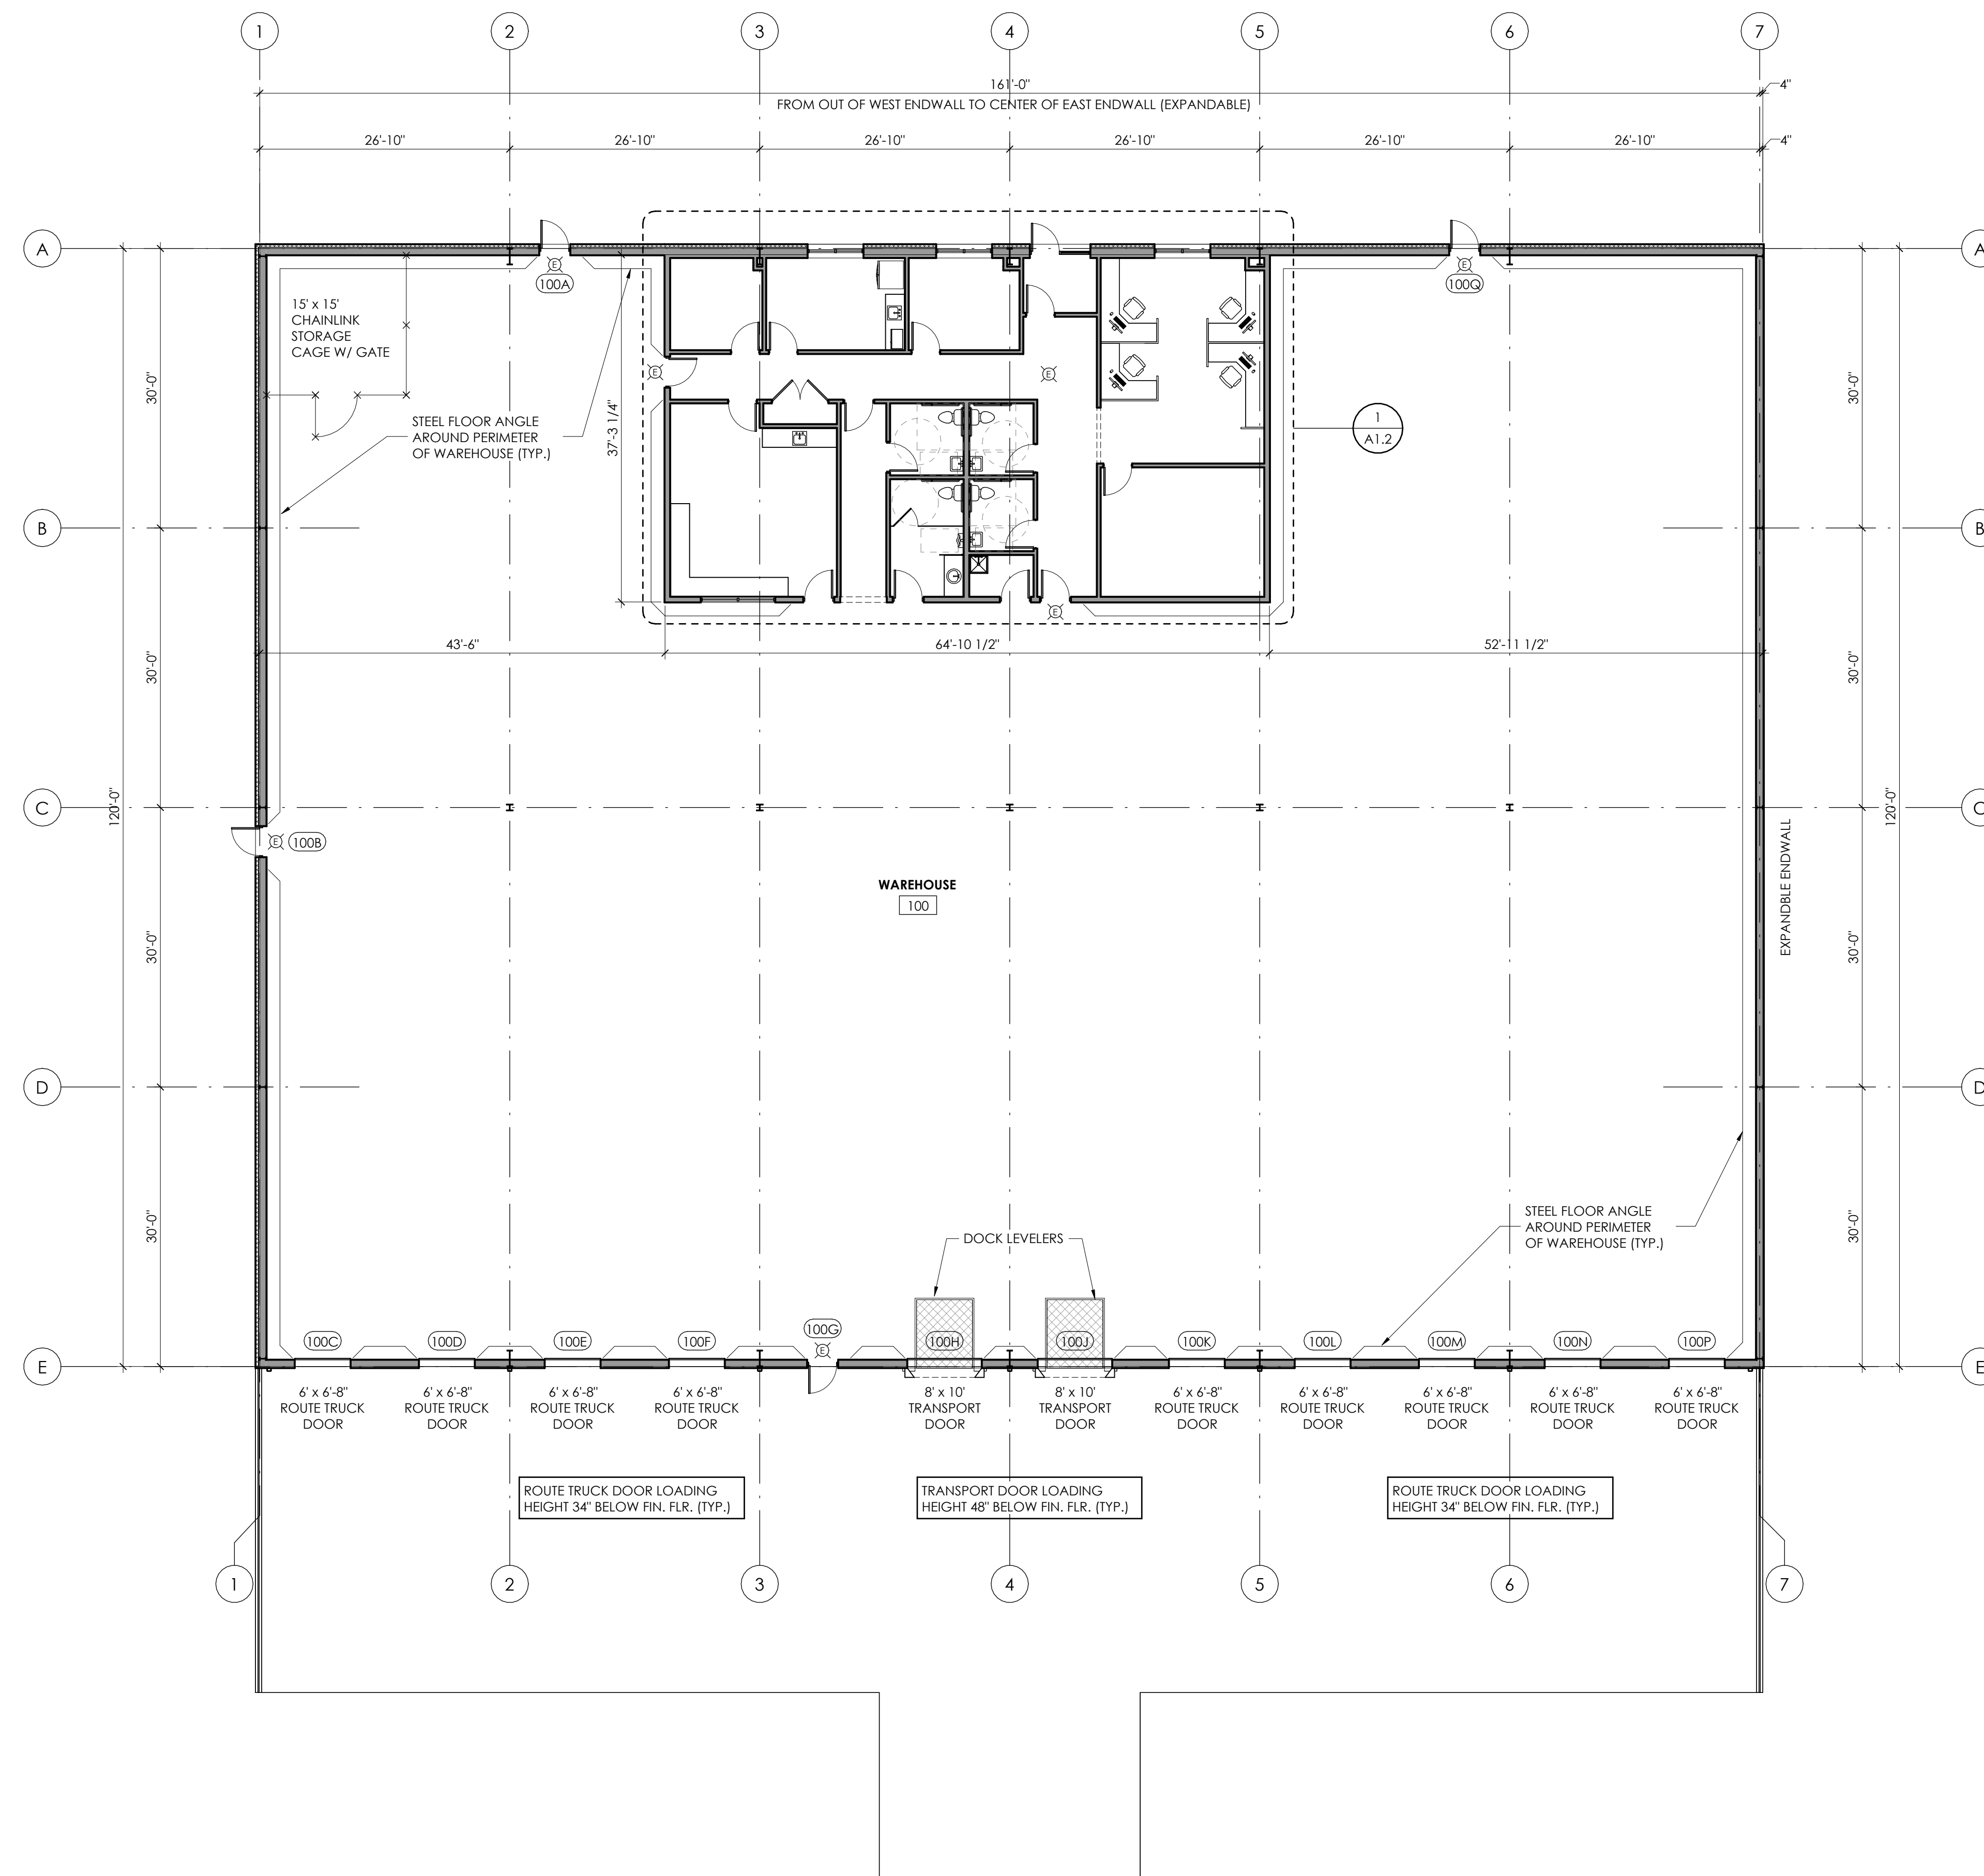 1 2 3 4 5 6 7
161'-0" 4"
FROM OUT OF WEST ENDWALL TO CENTER OF EAST ENDWALL (EXPANDABLE)
26'-10" 26'-10" 26'-10" 26'-10" 26'-10" 26'-10" 4"
A A
E E
100A 100Q
15' x 15'
CHAINLINK
STORAGE
CAGE W/ GATE
E E
30'-0" 30'-0"
37'-3 1/4"
STEEL FLOOR ANGLE
AROUND PERIMETER
OF WAREHOUSE (TYP.)
1
A1.2
B B
E
43'-6" 64'-10 1/2" 52'-11 1/2"
30'-0" 30'-0"
120'-0" 120'-0"
C C
E 100B
EXPANDBLE ENDWALL
WAREHOUSE
100
30'-0" 30'-0"
D D
30'-0" 30'-0"
STEEL FLOOR ANGLE
AROUND PERIMETER
OF WAREHOUSE (TYP.)
DOCK LEVELERS
100C 100D 100E 100F 100G 100H 100J 100K 100L 100M 100N 100P
E
E E
6' x 6'-8"
ROUTE TRUCK
DOOR
6' x 6'-8"
ROUTE TRUCK
DOOR
6' x 6'-8"
ROUTE TRUCK
DOOR
6' x 6'-8"
ROUTE TRUCK
DOOR
8' x 10'
TRANSPORT
DOOR
8' x 10'
TRANSPORT
DOOR
6' x 6'-8"
ROUTE TRUCK
DOOR
6' x 6'-8"
ROUTE TRUCK
DOOR
6' x 6'-8"
ROUTE TRUCK
DOOR
6' x 6'-8"
ROUTE TRUCK
DOOR
6' x 6'-8"
ROUTE TRUCK
DOOR
ROUTE TRUCK DOOR LOADING
HEIGHT 34" BELOW FIN. FLR. (TYP.)
TRANSPORT DOOR LOADING
HEIGHT 48" BELOW FIN. FLR. (TYP.)
ROUTE TRUCK DOOR LOADING
HEIGHT 34" BELOW FIN. FLR. (TYP.)
1 2 3 4 5 6 7